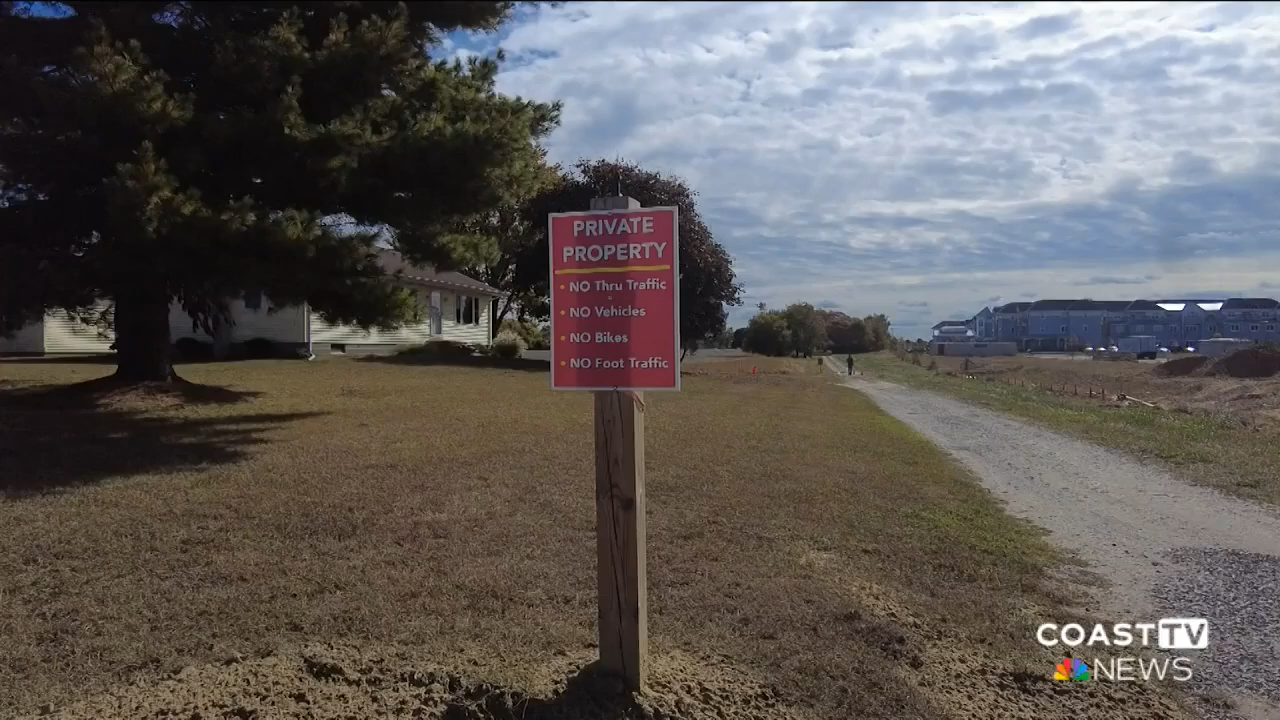 PRIVATE
PROPERTY
• NO Thru Traffic
• NO Vehicles
• NO Bikes
• NO Foot Traffic
COAST TV
NEWS